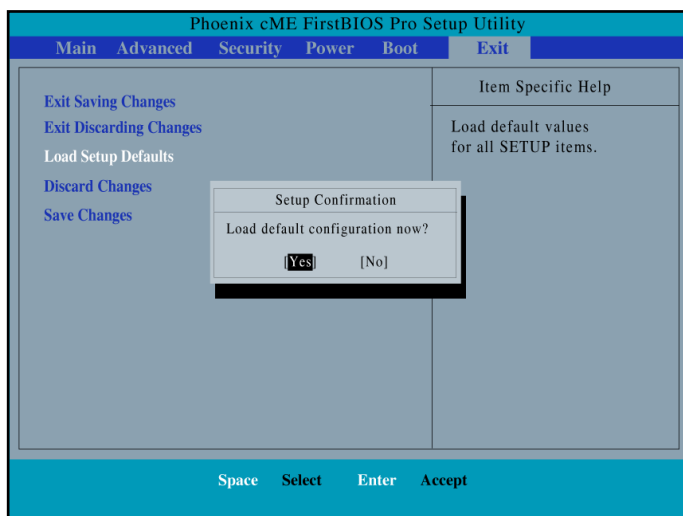 Phoenix cME FirstBIOS Pro Setup Utility
Main Advanced Security Power Boot Exit
Exit Saving Changes
Exit Discarding Changes
Load Setup Defaults
Discard Changes
Save Changes
Item Specific Help
Load default values
for all SETUP items.
Setup Confirmation
Load default configuration now?
[Yes] [No]
Space Select Enter Accept